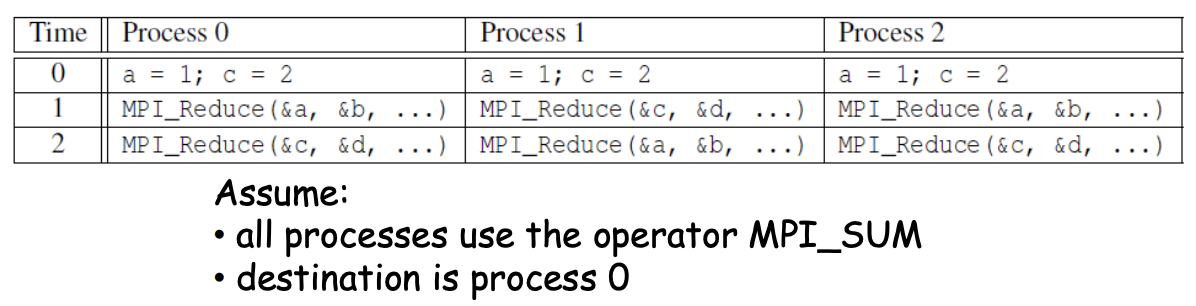 Time Process 0 Process 1 Process 2
0 a = 1; c = 2 a = 1; c = 2 a = 1; c = 2
1 MPI_Reduce(&a, &b, ...) MPI_Reduce(&c, &d, ...) MPI_Reduce(&a, &b, ...)
2 MPI_Reduce(&c, &d, ...) MPI_Reduce(&a, &b, ...) MPI_Reduce(&c, &d, ...)
Assume:
• all processes use the operator MPI_SUM
• destination is process 0